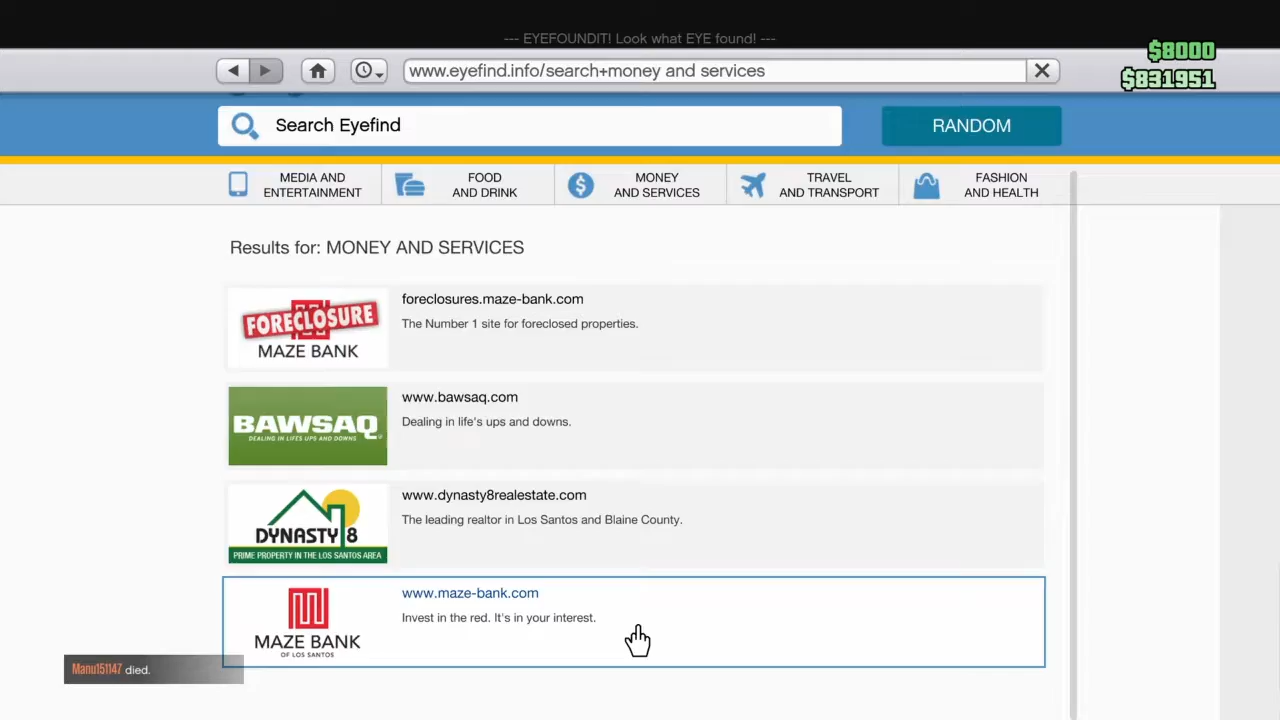 --- EYEFOUNDIT! Look what EYE found! ---
$8000
www.eyefind.info/search+money and services
$831951
Search Eyefind
RANDOM
MEDIA AND
ENTERTAINMENT
FOOD
AND DRINK
MONEY
AND SERVICES
TRAVEL
AND TRANSPORT
FASHION
AND HEALTH
Results for: MONEY AND SERVICES
FORECLOSURE
MAZE BANK
foreclosures.maze-bank.com
The Number 1 site for foreclosed properties.
BAWSAQ
DEALING IN LIFE'S UPS AND DOWNS
www.bawsaq.com
Dealing in life's ups and downs.
DYNASTY 8
PRIME PROPERTY IN THE LOS SANTOS AREA
www.dynasty8realestate.com
The leading realtor in Los Santos and Blaine County.
MAZE BANK
OF LOS SANTOS
www.maze-bank.com
Invest in the red. It's in your interest.
Manu151147 died.